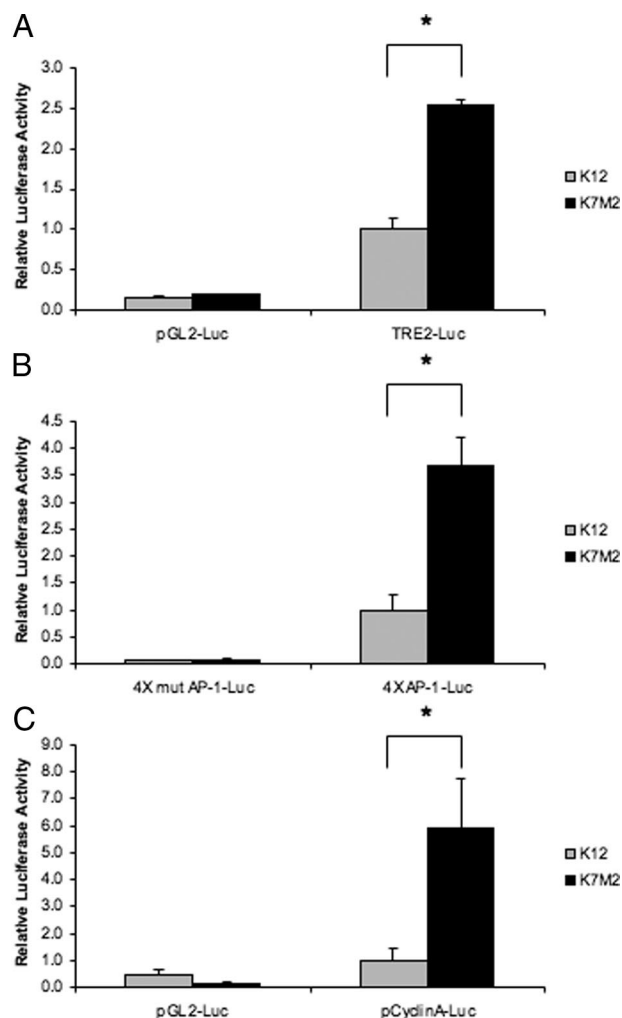 A
*
Relative Luciferase Activity
3.0
2.5
2.0
1.5
1.0
0.5
0.0
pGL2-Luc
TRE2-Luc
K12
K7M2
B
*
Relative Luciferase Activity
4.5
4.0
3.5
3.0
2.5
2.0
1.5
1.0
0.5
0.0
4X mut AP-1-Luc
4XAP-1-Luc
K12
K7M2
C
*
Relative Luciferase Activity
9.0
8.0
7.0
6.0
5.0
4.0
3.0
2.0
1.0
0.0
pGL2-Luc
pCyclinA-Luc
K12
K7M2